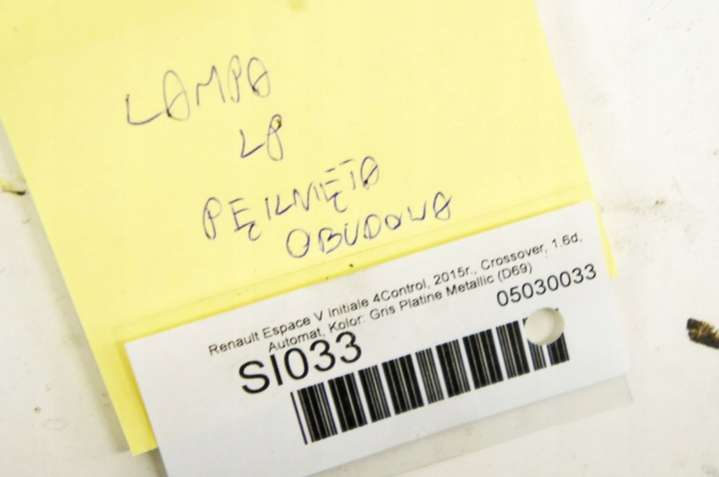 LAMPA
LP
PĘKNIĘTA
OBUDOWA
Renault Espace V Initiale 4Control, 2015r., Crossover, 1.6d,
Automat, Kolor: Gris Platine Metallic (D69)
SI033
05030033